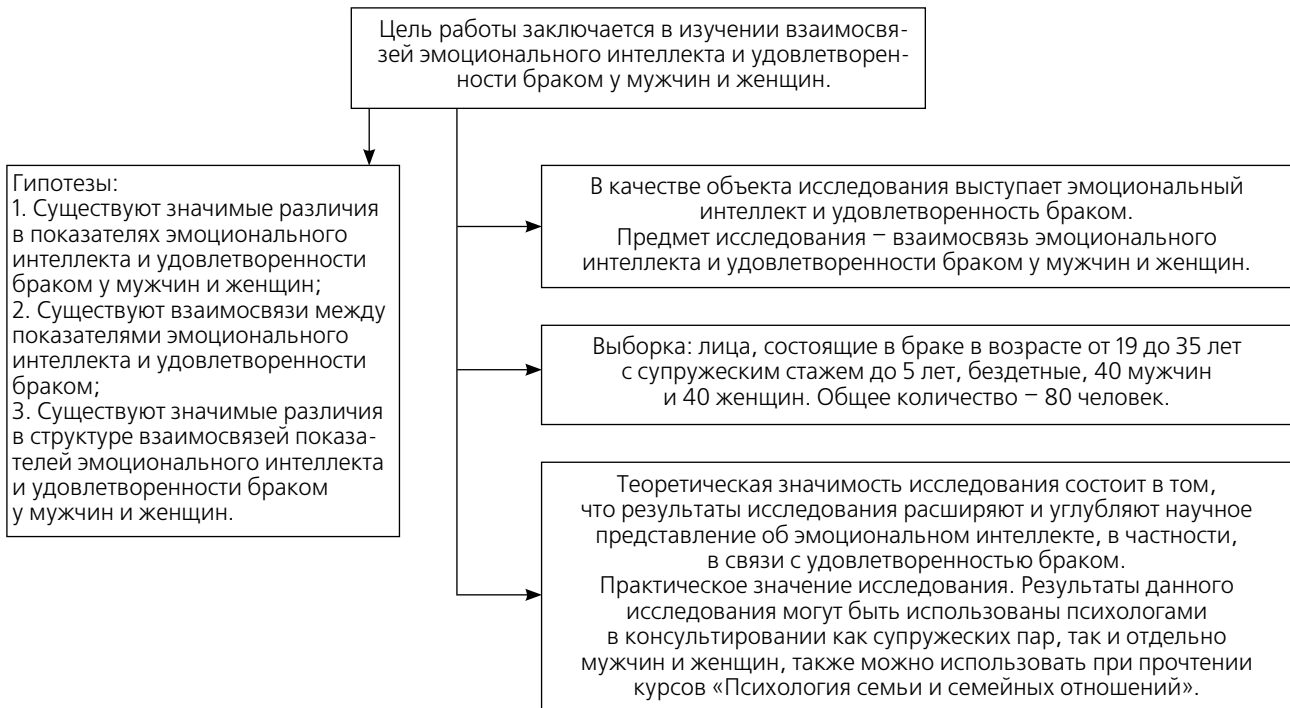 Цель работы заключается в изучении взаимосвя-
зей эмоционального интеллекта и удовлетворен-
ности браком у мужчин и женщин.
Гипотезы:
1. Существуют значимые различия
в показателях эмоционального
интеллекта и удовлетворенности
браком у мужчин и женщин;
2. Существуют взаимосвязи между
показателями эмоционального
интеллекта и удовлетворенности
браком;
3. Существуют значимые различия
в структуре взаимосвязей показа-
телей эмоционального интеллекта
и удовлетворенности браком
у мужчин и женщин.
В качестве объекта исследования выступает эмоциональный
интеллект и удовлетворенность браком.
Предмет исследования – взаимосвязь эмоционального
интеллекта и удовлетворенности браком у мужчин и женщин.
Выборка: лица, состоящие в браке в возрасте от 19 до 35 лет
с супружеским стажем до 5 лет, бездетные, 40 мужчин
и 40 женщин. Общее количество – 80 человек.
Теоретическая значимость исследования состоит в том,
что результаты исследования расширяют и углубляют научное
представление об эмоциональном интеллекте, в частности,
в связи с удовлетворенностью браком.
Практическое значение исследования. Результаты данного
исследования могут быть использованы психологами
в консультировании как супружеских пар, так и отдельно
мужчин и женщин, также можно использовать при прочтении
курсов «Психология семьи и семейных отношений».